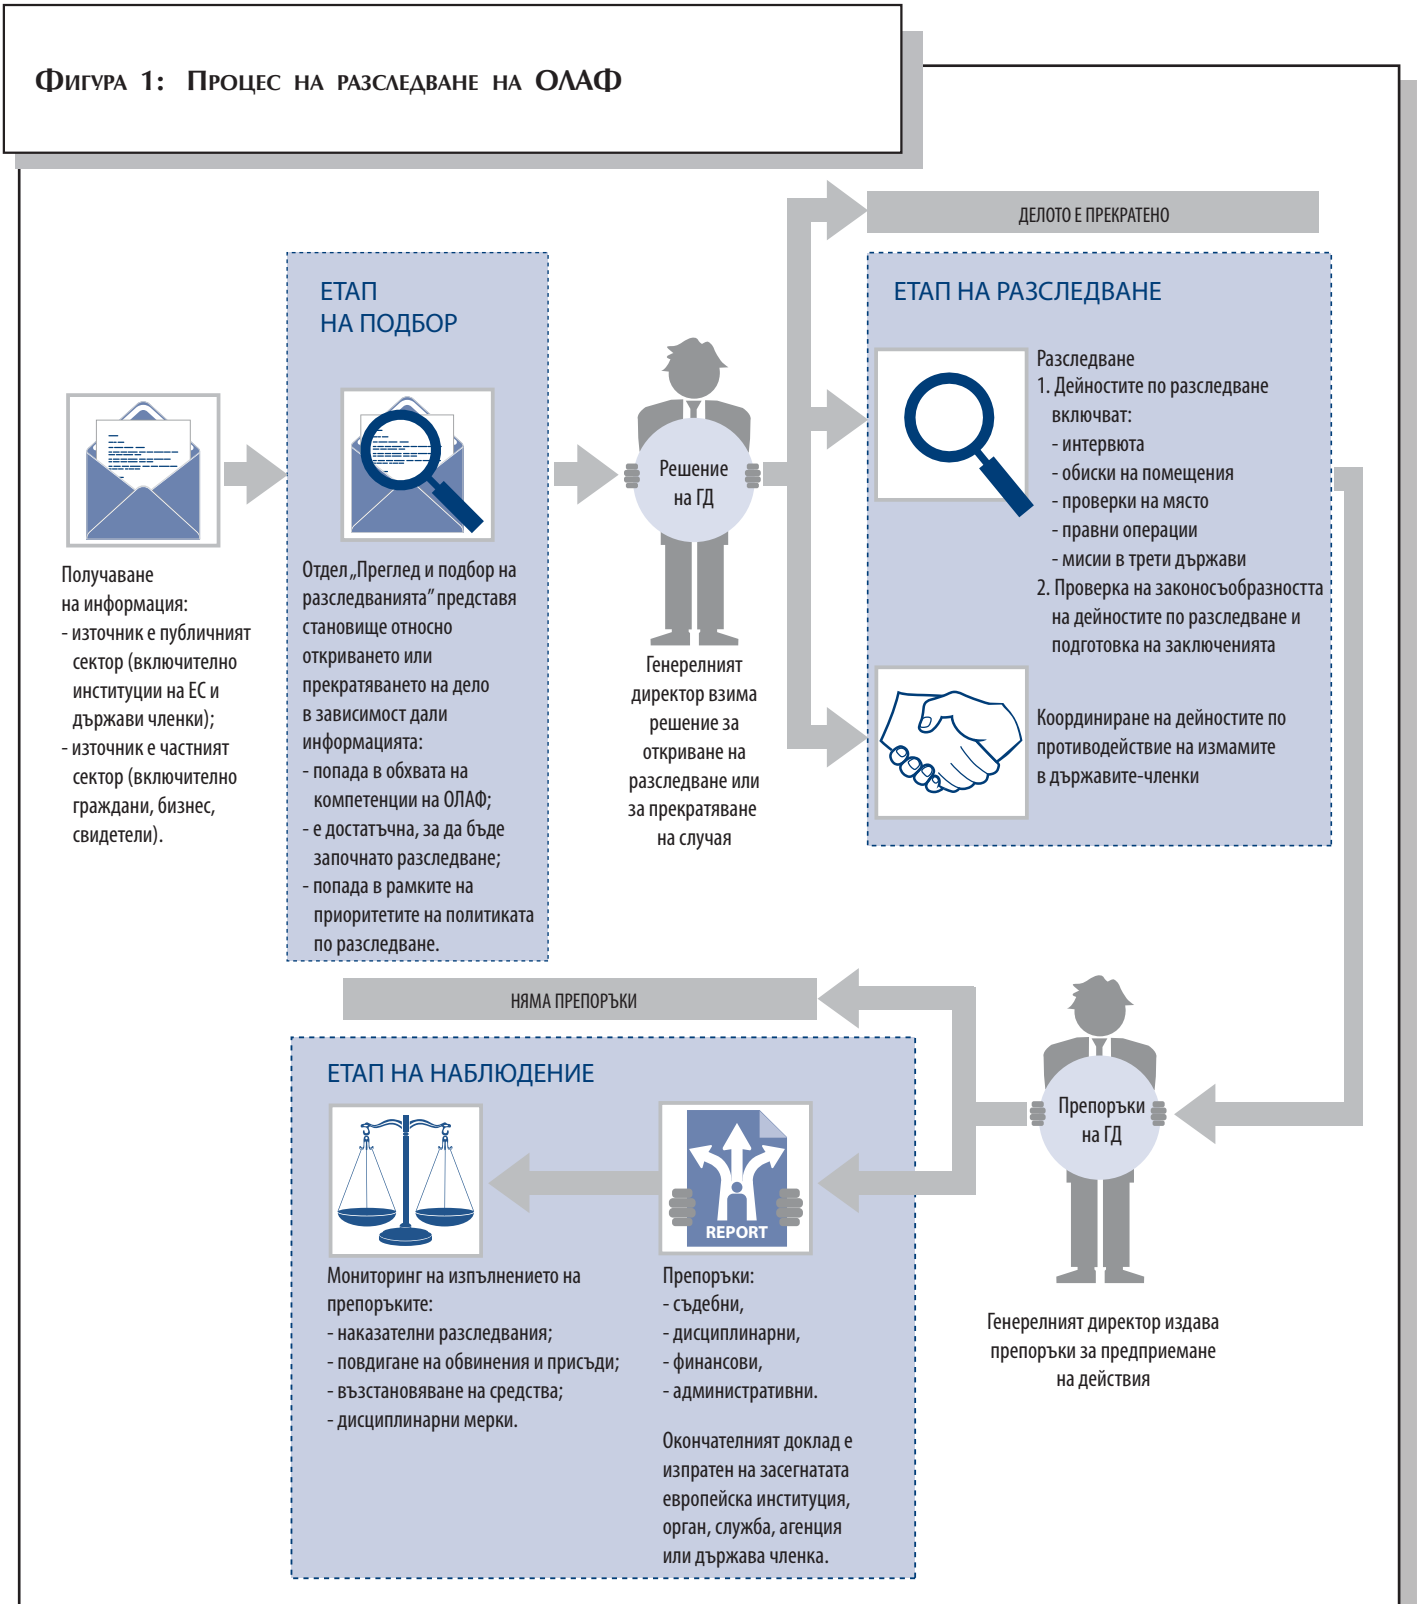 Фигура 1: Процес на разследване на ОЛАФ
ДЕЛОТО Е ПРЕКРАТЕНО
ЕТАП
НА ПОДБОР
ЕТАП НА РАЗСЛЕДВАНЕ
Получаване
на информация:
- източник е публичният
сектор (включително
институции на ЕС и
държави членки);
- източник е частният
сектор (включително
граждани, бизнес,
свидетели).
Отдел „Преглед и подбор на
разследванията” представя
становище относно
откриването или
прекратяването на дело
в зависимост дали
информацията:
- попада в обхвата на
компетенции на ОЛАФ;
- е достатъчна, за да бъде
започнато разследване;
- попада в рамките на
приоритетите на политиката
по разследване.
Решение
на ГД
Генерелният
директор взима
решение за
откриване на
разследване или
за прекратяване
на случая
Разследване
1. Дейностите по разследване
включват:
- интервюта
- обиски на помещения
- проверки на място
- правни операции
- мисии в трети държави
2. Проверка на законосъобразността
на дейностите по разследване и
подготовка на заключенията
Координиране на дейностите по
противодействие на измамите
в държавите-членки
НЯМА ПРЕПОРЪКИ
ЕТАП НА НАБЛЮДЕНИЕ
Препоръки
на ГД
Генерелният директор издава
препоръки за предприемане
на действия
REPORT
Мониторинг на изпълнението на
препоръките:
- наказателни разследвания;
- повдигане на обвинения и присъди;
- възстановяване на средства;
- дисциплинарни мерки.
Препоръки:
- съдебни,
- дисциплинарни,
- финансови,
- административни.
Окончателният доклад е
изпратен на засегнатата
европейска институция,
орган, служба, агенция
или държава членка.